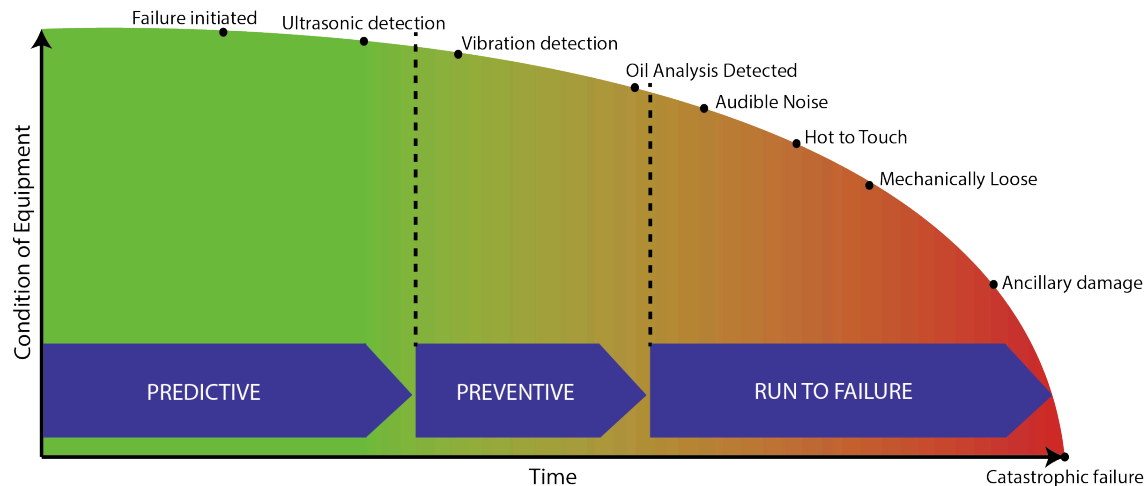 Failure initiated
Ultrasonic detection
Vibration detection
Oil Analysis Detected
Audible Noise
Hot to Touch
Mechanically Loose
Ancillary damage
Condition of Equipment
PREDICTIVE
PREVENTIVE
RUN TO FAILURE
Time
Catastrophic failure